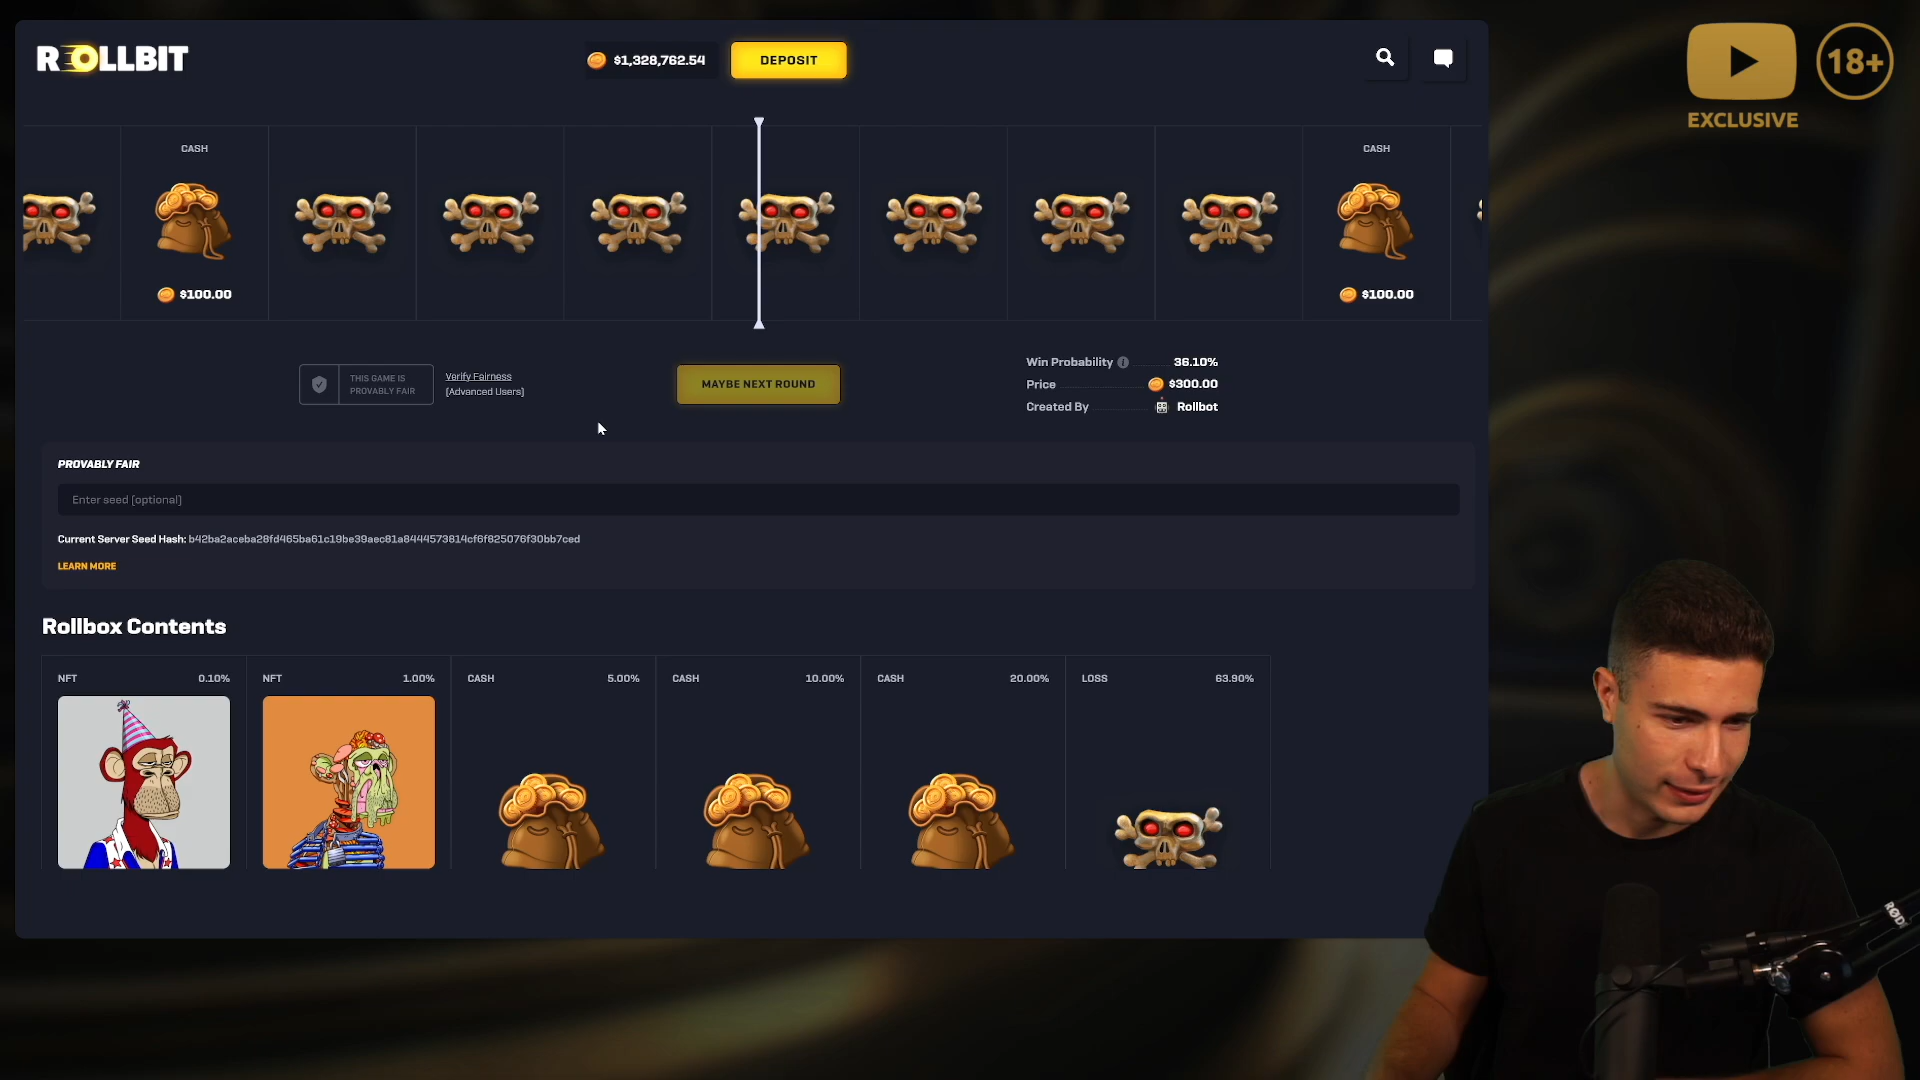 ROLLBIT
$1,328,762.54
DEPOSIT
EXCLUSIVE
18+
CASH
$100.00
CASH
$100.00
THIS GAME IS
PROVABLY FAIR
Verify Fairness
[Advanced Users]
MAYBE NEXT ROUND
Win Probability 36.10%
Price $300.00
Created By Rollbot
PROVABLY FAIR
Enter seed (optional)
Current Server Seed Hash: b42ba2aceba28fd465ba61c19be39aec81a8444573814cf6f825076f30bb7ced
LEARN MORE
Rollbox Contents
NFT 0.10%
NFT 1.00%
CASH 5.00%
CASH 10.00%
CASH 20.00%
LOSS 63.90%